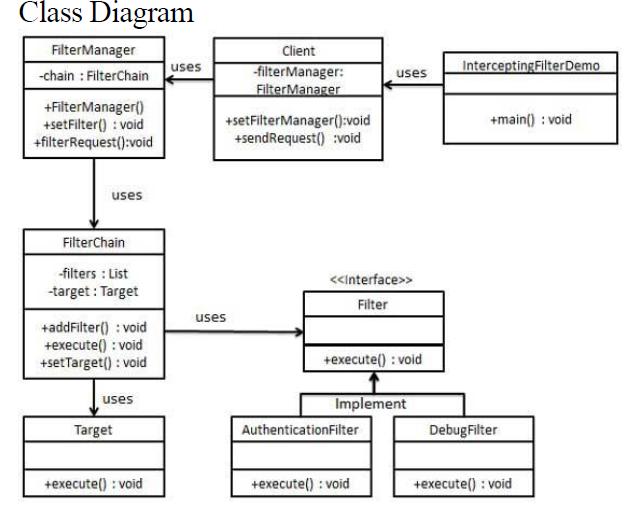 Class Diagram
FilterManager
-chain : FilterChain
+FilterManager()
+setFilter() : void
+filterRequest():void
uses
Client
-filterManager:
FilterManager
+setFilterManager():void
+sendRequest() :void
uses
InterceptingFilterDemo
+main() : void
uses
FilterChain
-filters : List
-target : Target
+addFilter() : void
+execute() : void
+setTarget() : void
uses
<<Interface>>
Filter
+execute() : void
uses
Implement
Target
+execute() : void
AuthenticationFilter
+execute() : void
DebugFilter
+execute() : void